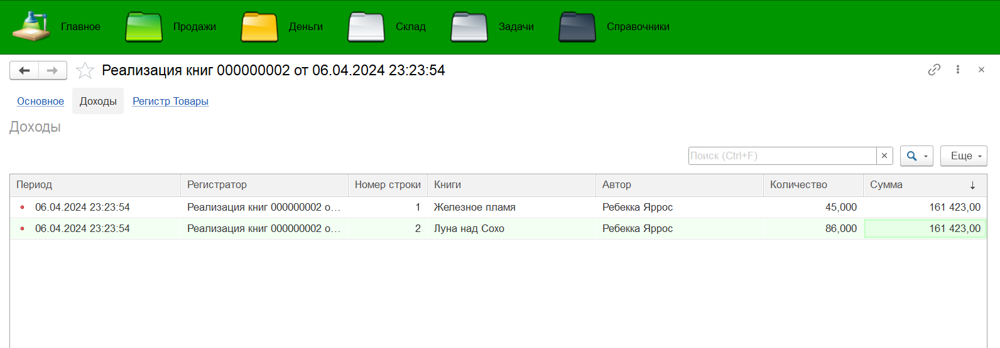 Главное Продажи Деньги Склад Задачи Справочники
Реализация книг 000000002 от 06.04.2024 23:23:54
Основное Доходы Регистр Товары
Доходы
Поиск (Ctrl+F) × Еще
Период Регистратор Номер строки Книги Автор Количество Сумма ↓
06.04.2024 23:23:54 Реализация книг 000000002 о... 1 Железное пламя Ребекка Яррос 45,000 161 423,00
06.04.2024 23:23:54 Реализация книг 000000002 о... 2 Луна над Сохо Ребекка Яррос 86,000 161 423,00